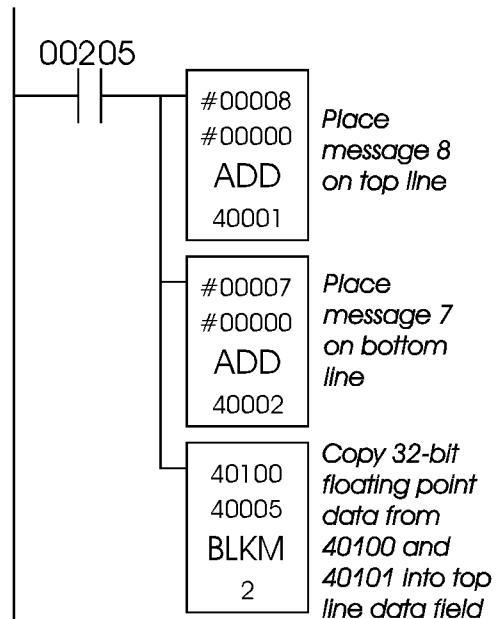 00205
#00008
#00000
ADD
40001
Place
message 8
on top line
#00007
#00000
ADD
40002
Place
message 7
on bottom
line
40100
40005
BLKM
2
Copy 32-bit
floating point
data from
40100 and
40101 into top
line data field